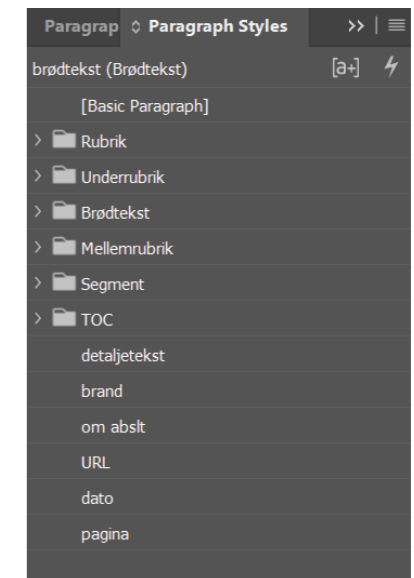 Paragrap Paragraph Styles
brødtekst (Brødtekst) [a+]
[Basic Paragraph]
Rubrik
Underrubrik
Brødtekst
Mellemrubrik
Segment
TOC
detaljetekst
brand
om abslt
URL
dato
pagina